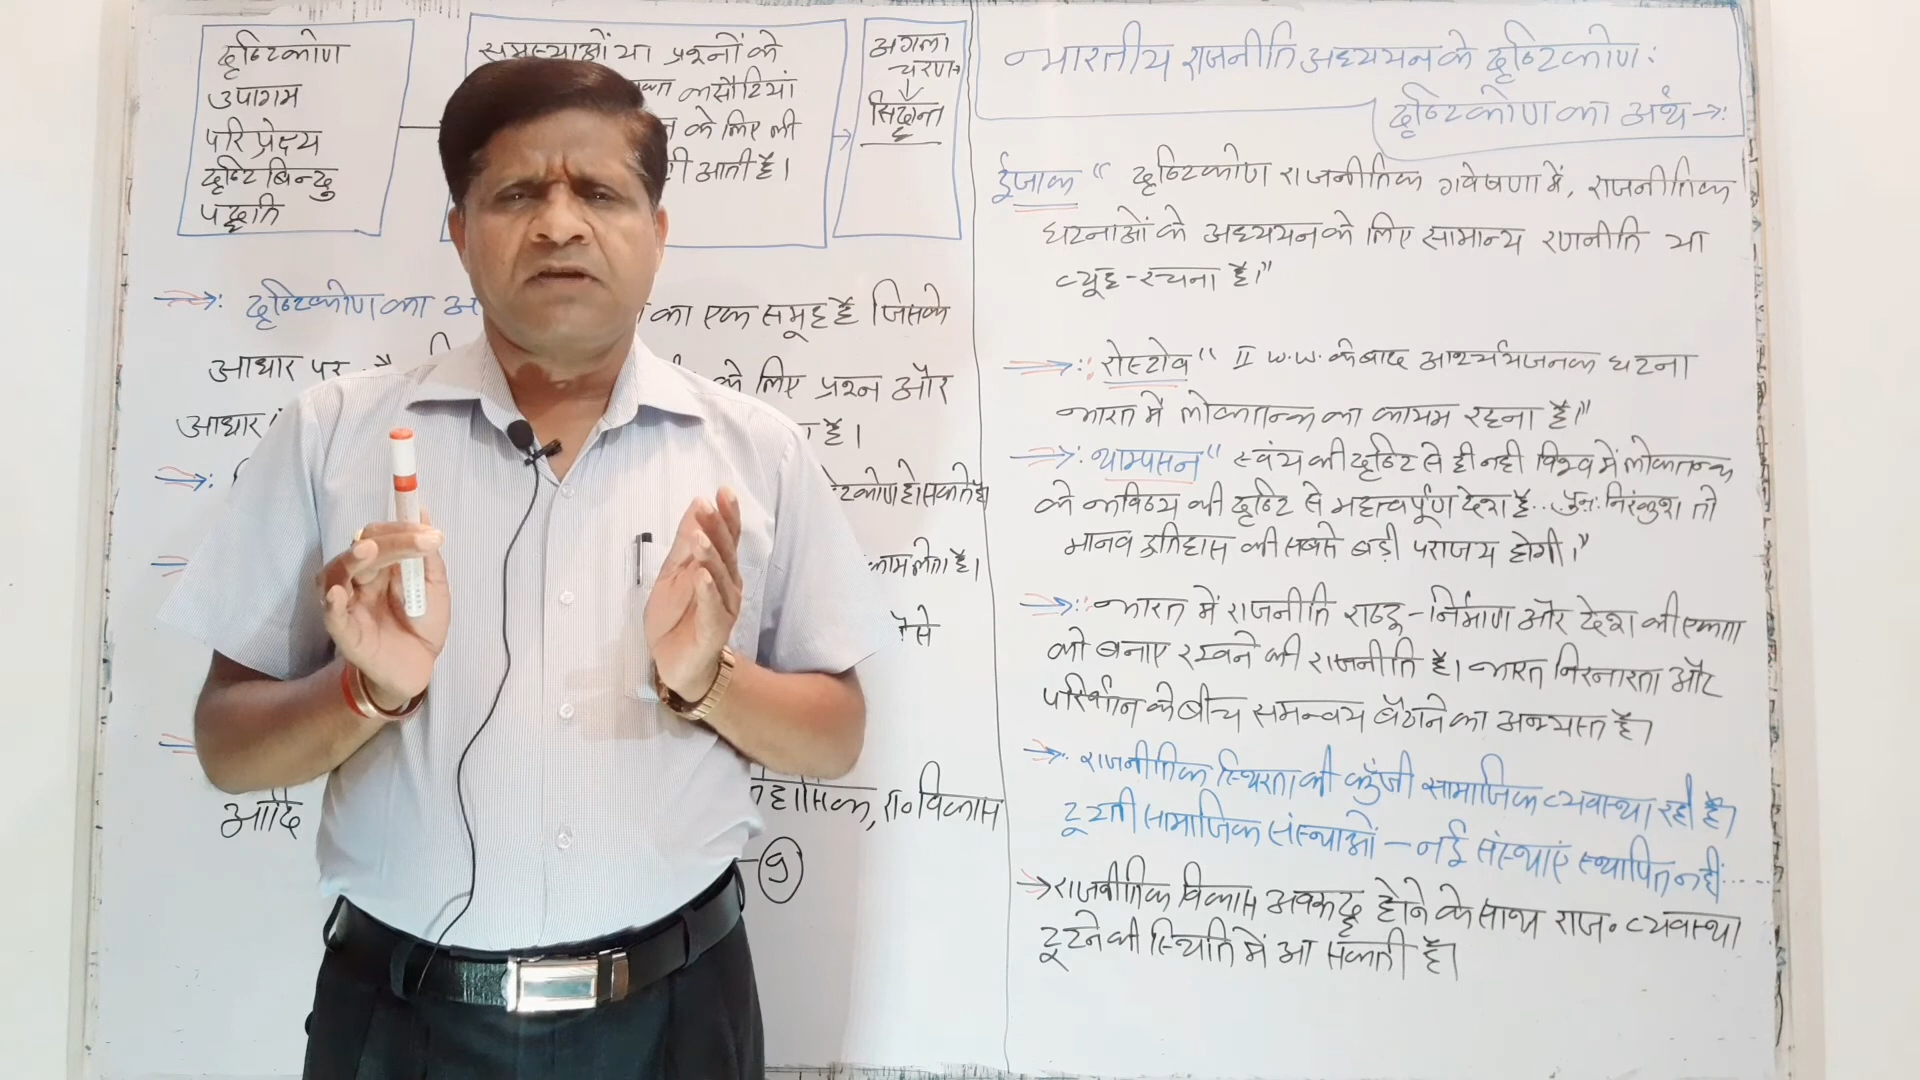 दृष्टिकोण
उपागम
परिप्रेक्ष्य
दृष्टि बिन्दु
पद्धति
समस्याओं या प्रश्नों के
कसौटियां
के लिए ली
आती है।
अगला
चरण→
सिद्धान्त
→: दृष्टिकोण का का एक समूह है जिसके
आधार पर के लिए प्रश्न और
आधार है।
→:
हो सकते हैं
काम लेता है।
आदि रा॰ विकास
9
भारतीय राजनीति अध्ययन के दृष्टिकोण:
दृष्टिकोण का अर्थ →:
ईजाक " दृष्टिकोण राजनीतिक गवेषणा में, राजनीतिक
घटनाओं के अध्ययन के लिए सामान्य रणनीति या
व्यूह-रचना है।"
→: रोस्टोव " II W.W. के बाद आश्चर्यजनक घटना
भारत में लोकतन्त्र का कायम रहना है।"
→: थाम्पसन " स्वंय की दृष्टि से ही नही विश्व में लोकतन्त्र
के भविष्य की दृष्टि से महत्वपूर्ण देश है... पुन: निरंकुश तो
मानव इतिहास की सबसे बड़ी पराजय होगी।"
→: भारत में राजनीति राष्ट्र-निर्माण और देश की एकता
को बनाए रखने की राजनीति है। भारत निरन्तरता और
परिवर्तन के बीच समन्वय बैठाने का अभ्यस्त है।
→: राजनीतिक स्थिरता की कुँजी सामाजिक व्यवस्था रही है।
टूटती सामाजिक संस्थाओं – नई संस्थाएं स्थापित नहीं....
→ राजनीतिक विकास अवरूद्ध होने के साथ राज॰ व्यवस्था
टूटने की स्थिति में आ सकती है।